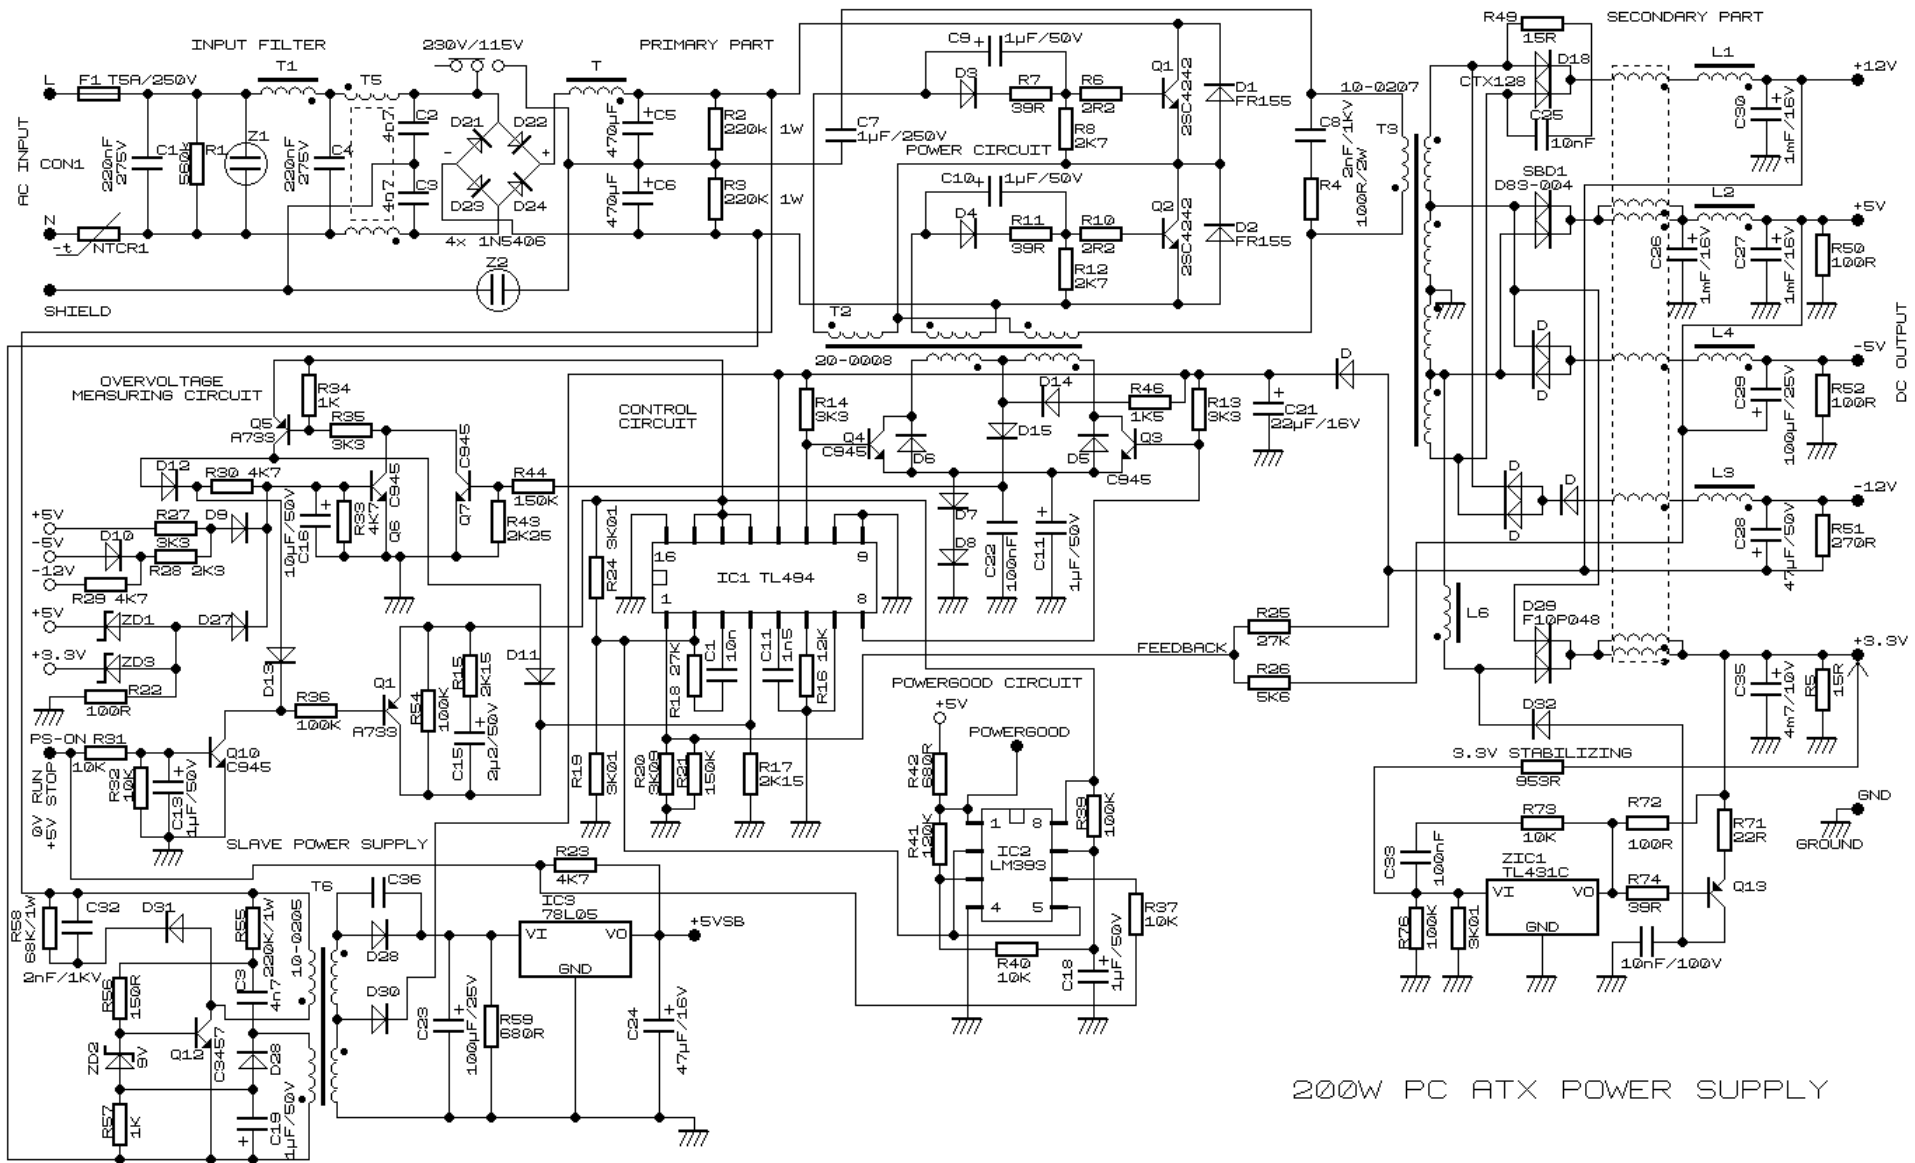 INPUT FILTER
230V/115V
PRIMARY PART
SECONDARY PART
L
F1 T5A/250V
T1
T5
T
C9
+
1µF/50V
D3
R7
39R
R6
2R2
Q1
2SC4242
D1
FR155
R8
2K7
10-0207
R49
15R
D18
CTX128
C25
10nF
L1
+12V
C30
+
1mF/16V
AC INPUT
CON1
C1
220nF
275V
R1
560k
Z1
C4
220nF
275V
C2
4n7
C3
4n7
D21
D22
D23
D24
-
+
4x 1N5406
C5
+
470µF
C6
+
470µF
R2
220k
1W
R3
220K
1W
C7
1µF/250V
POWER CIRCUIT
C8
2nF/1KV
R4
100R/2W
T3
C10
+
1µF/50V
D4
R11
39R
R10
2R2
Q2
2SC4242
D2
FR155
R12
2K7
SBD1
D83-004
L2
+5V
C26
+
1mF/16V
C27
+
1mF/16V
R50
100R
Z
-t
NTCR1
Z2
SHIELD
T2
20-0008
D
D
L4
-5V
C29
+
100µF/25V
R52
100R
DC OUTPUT
OVERVOLTAGE
MEASURING CIRCUIT
R34
1K
Q5
A733
R35
3K3
CONTROL
CIRCUIT
R14
3K3
Q4
C945
D6
D14
D15
R46
1K5
D5
Q3
C945
R13
3K3
C21
+
22µF/16V
D
D12
R30 4K7
C945
Q6
C945
Q7
R44
150K
R43
2K25
R33
4K7
C16
+
10µF/50V
+5V
R27
3K3
D9
-5V
D10
R28 2K3
-12V
R29 4K7
R24 3K01
16
9
IC1 TL494
1
8
D7
D8
C22
100nF
C11
+
1µF/50V
D
D
D
L3
-12V
C28
+
47µF/50V
R51
270R
+5V
ZD1
D27
+3.3V
ZD3
R22
100R
D13
R36
100K
Q1
A733
R54
100K
R15
2K15
C15
+
2µ2/50V
D11
R18 27K
C1
10n
C11
1n5
R16 12K
FEEDBACK
R25
27K
R26
5K6
L6
D29
F10P048
+3.3V
C35
+
4m7/10V
R5
15R
D32
PS-ON
R31
10K
Q10
C945
R32
10K
C13
+
1µF/50V
0V RUN
+5V STOP
R19
3K01
R20
3K09
R21
150K
R17
2K15
POWERGOOD CIRCUIT
+5V
POWERGOOD
R42
680R
R41
120K
1
8
IC2
LM393
4
5
R39
100K
R37
10K
R40
10K
C18
+
1µF/50V
3.3V STABILIZING
953R
R73
10K
R72
100R
R71
22R
C33
100nF
ZIC1
TL431C
VI
VO
GND
R74
39R
Q13
R76
100K
3K01
10nF/100V
GND
GROUND
SLAVE POWER SUPPLY
R23
4K7
R58
68K/1W
C32
2nF/1KV
D31
R55
220K/1W
C3
4n7
10-0205
T6
C36
D28
D30
IC3
78L05
VI
VO
GND
+5VSB
C23
+
100µF/25V
R59
680R
C24
+
47µF/16V
R56
150R
Q12
C3457
ZD2
9V
D28
R57
1K
C19
+
1µF/50V
200W PC ATX POWER SUPPLY